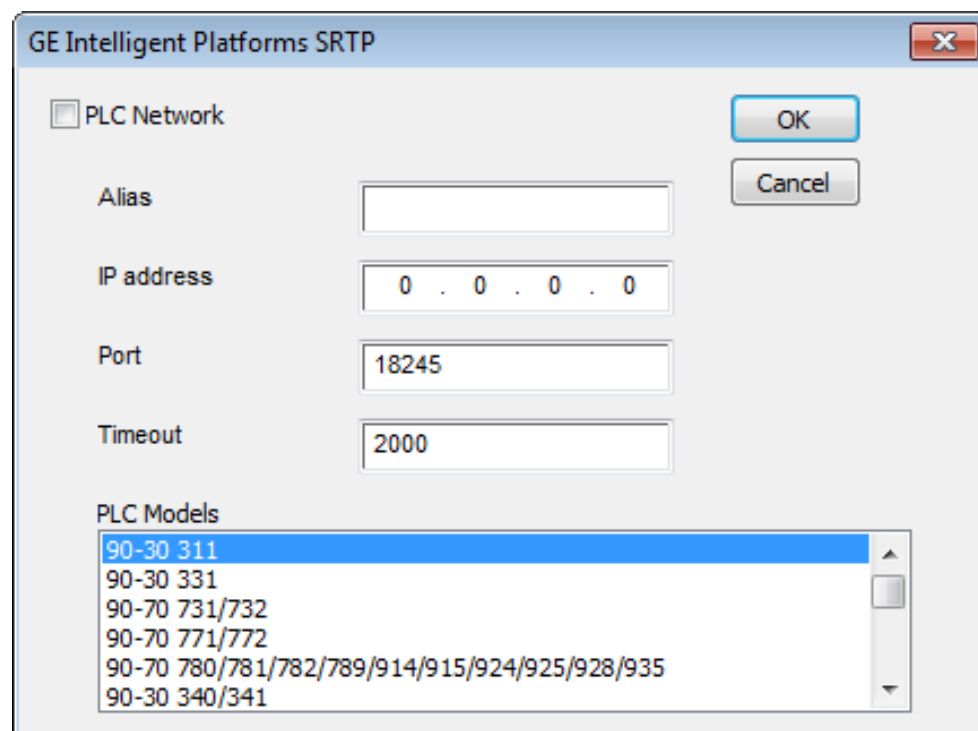 GE Intelligent Platforms SRTP
PLC Network
OK
Cancel
Alias
IP address
0 . 0 . 0 . 0
Port
18245
Timeout
2000
PLC Models
90-30 311
90-30 331
90-70 731/732
90-70 771/772
90-70 780/781/782/789/914/915/924/925/928/935
90-30 340/341